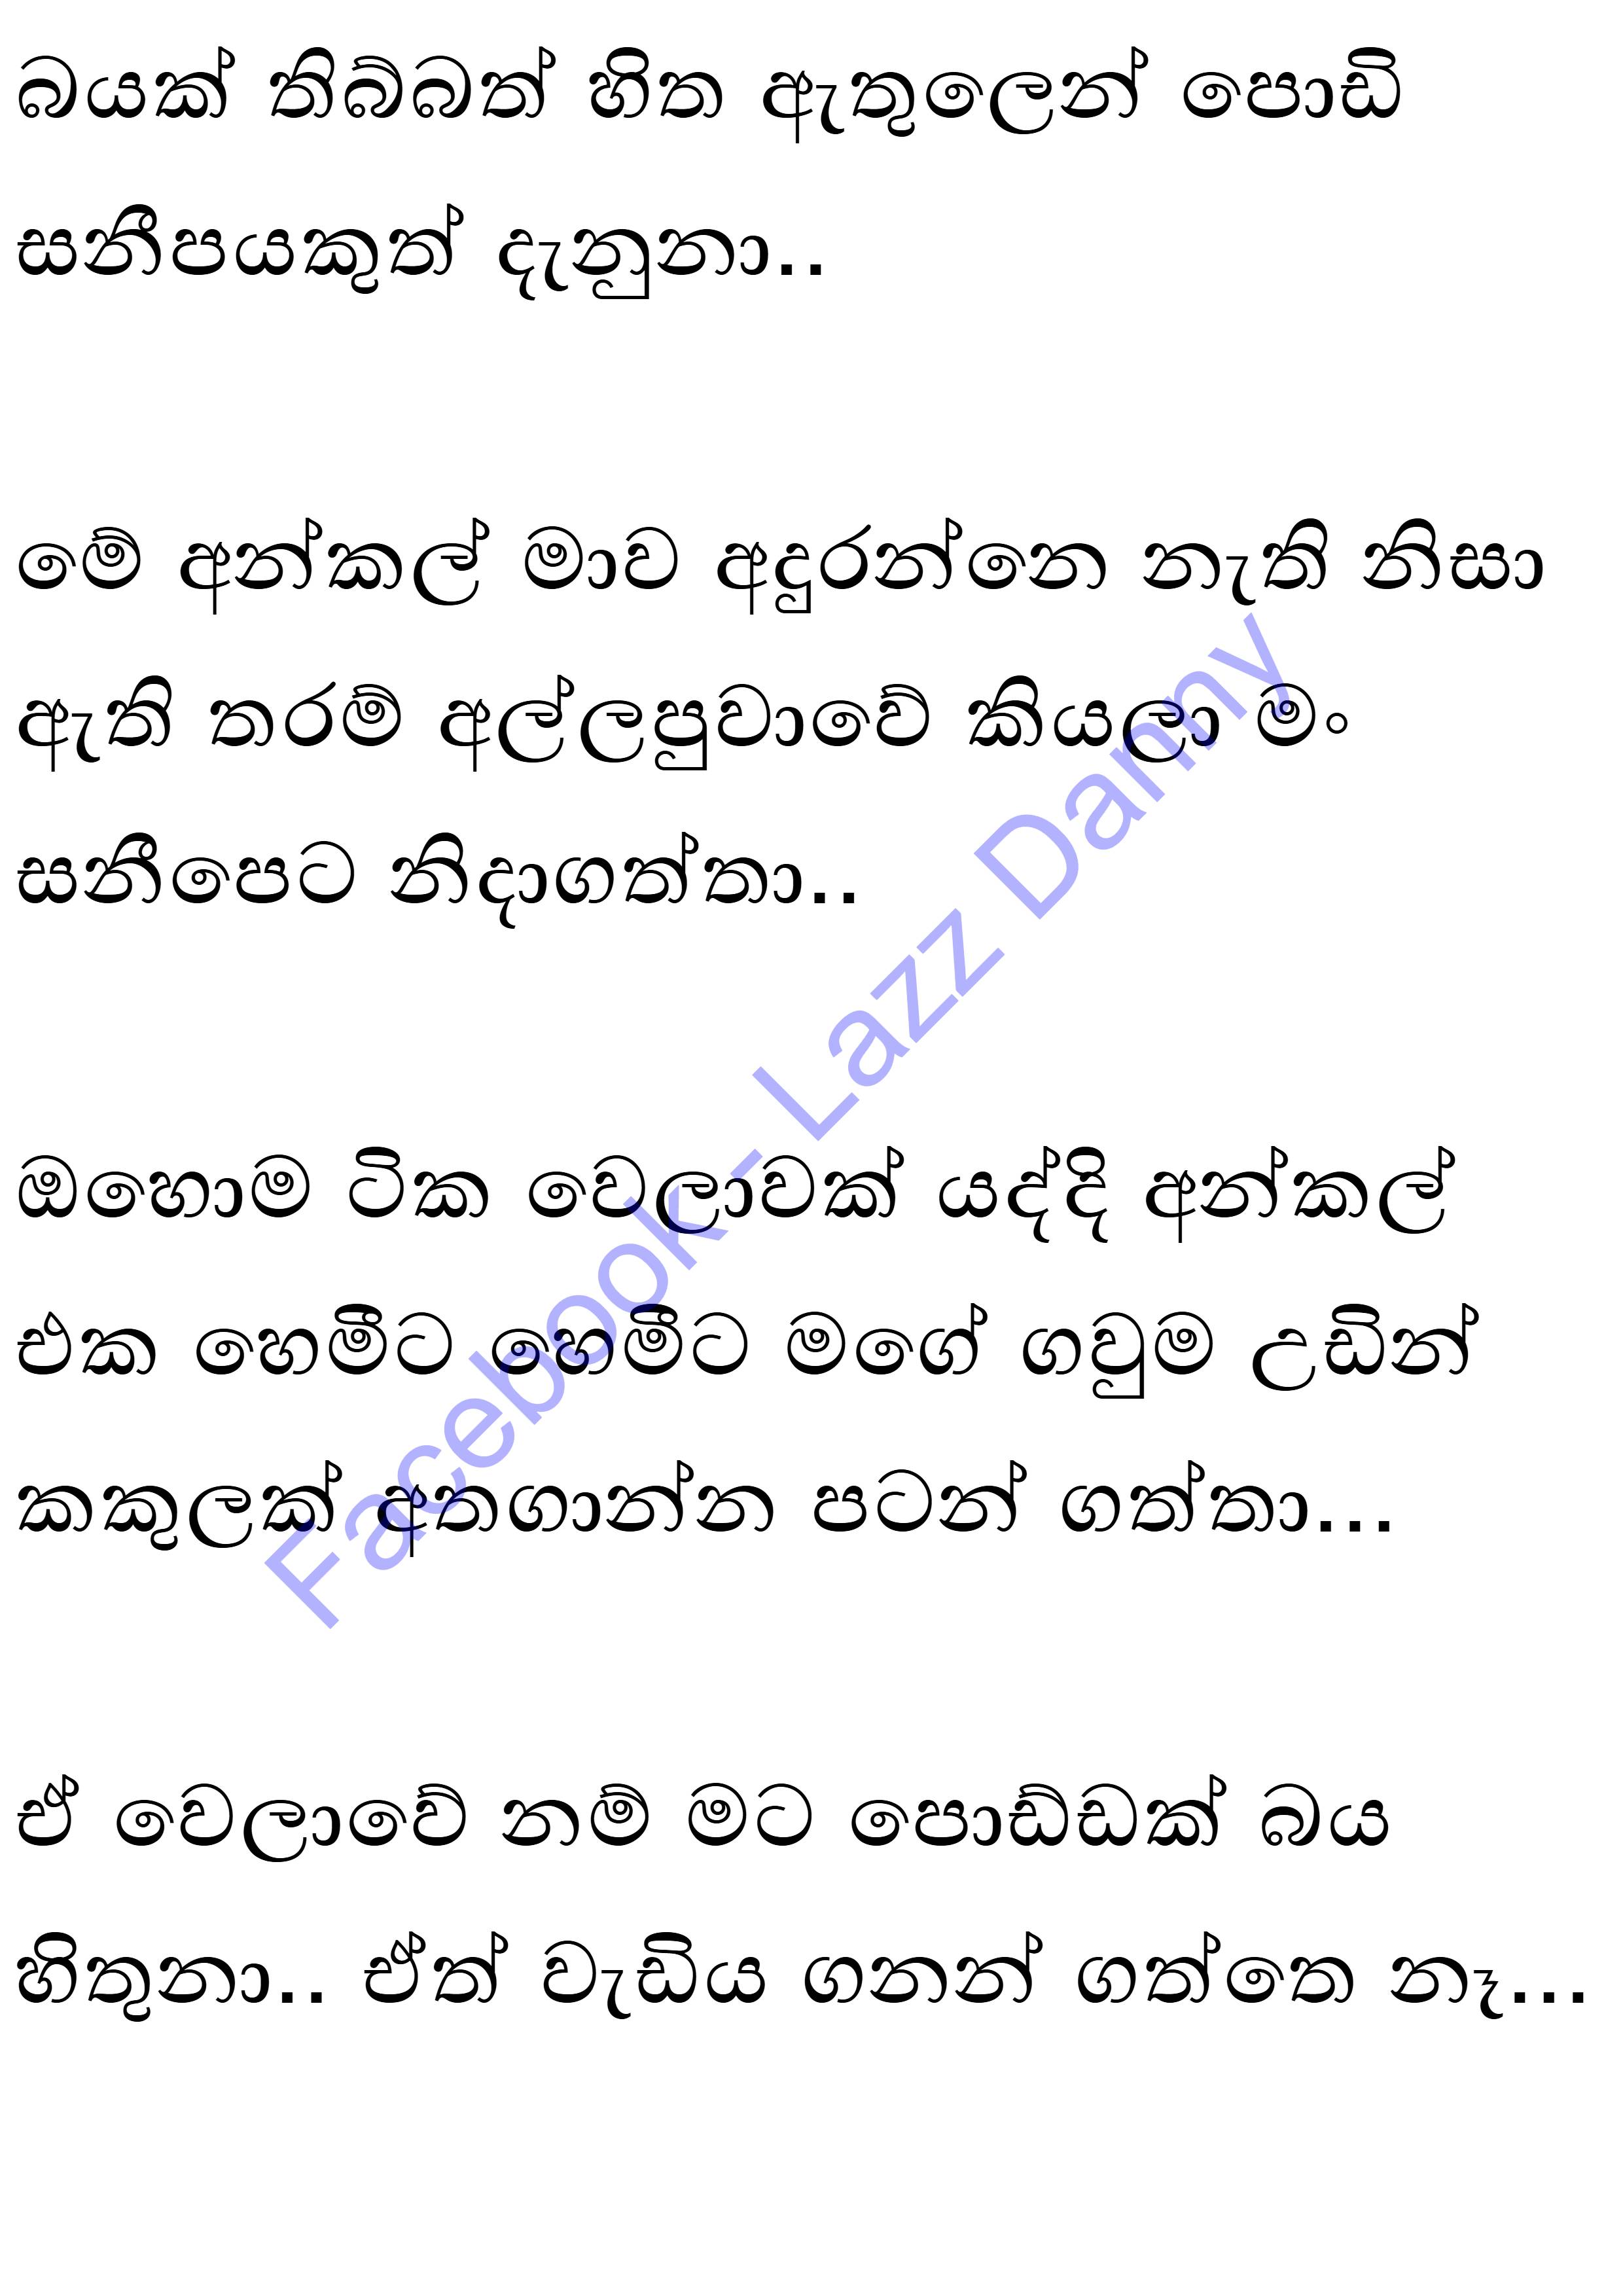 බයක් තිබ්බත් හිත ඇතුලෙන් පොඩි
සනීපයකුත් දැනුනා..
මේ අන්කල් මාව අදුරන්නෙ නැති නිසා
ඇති තරම් අල්ලපුවාවේ කියලා මං
සනීපෙට නිදාගත්තා..
ඔහොම ටික වෙලාවක් යද්දි අන්කල්
එක හෙමීට හෙමීට මගේ ගවුම උඩින්
කකුලක් අතගාන්න පටන් ගත්තා...
ඒ වෙලාවේ නම් මට පොඩ්ඩක් බය
හිතුනා.. ඒත් වැඩිය ගනන් ගත්තෙ නෑ...
Facebook- Lazz Danny